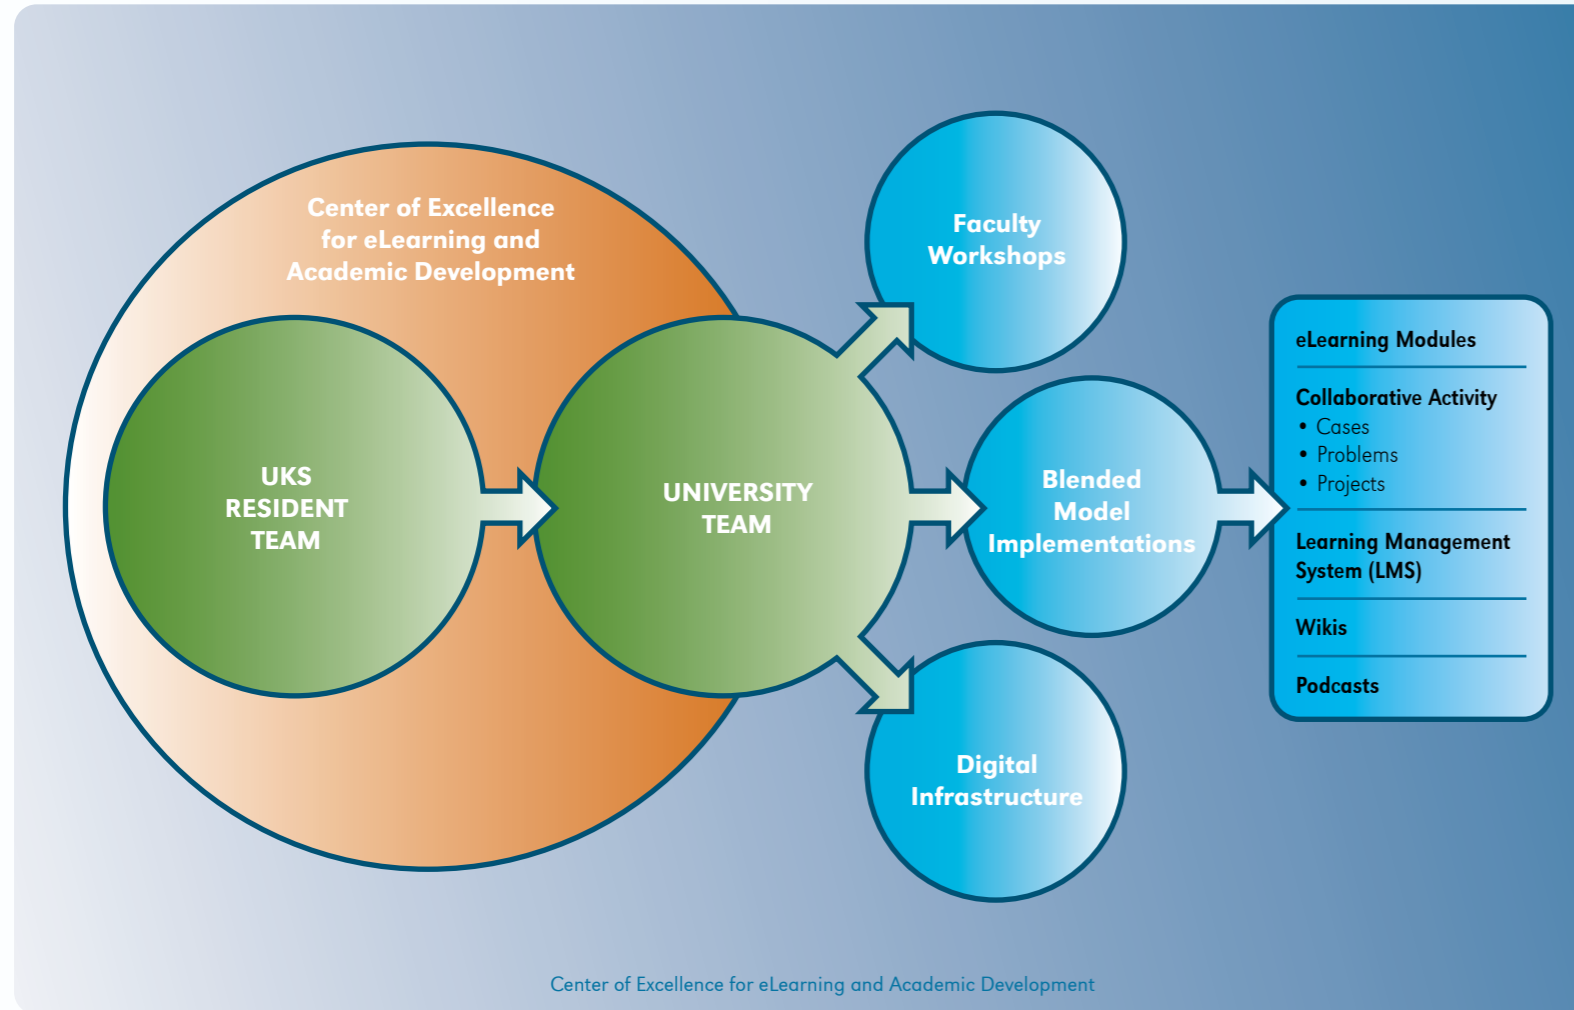 Center of Excellence
for eLearning and
Academic Development
UKS
RESIDENT
TEAM
UNIVERSITY
TEAM
Faculty
Workshops
Blended
Model
Implementations
Digital
Infrastructure
eLearning Modules
Collaborative Activity
• Cases
• Problems
• Projects
Learning Management
System (LMS)
Wikis
Podcasts
Center of Excellence for eLearning and Academic Development